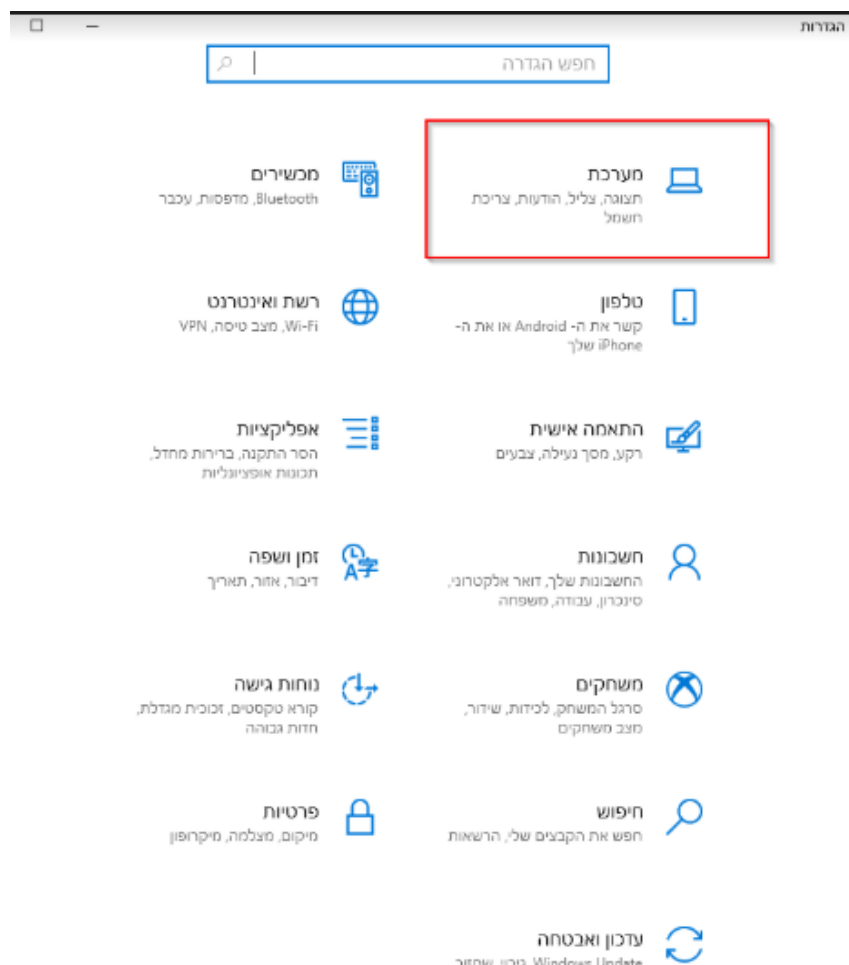 הגדרות
חפש הגדרה
מערכת
תצוגה, צליל, הודעות, צריכת
חשמל
מכשירים
Bluetooth, מדפסות, עכבר
טלפון
קשר את ה- Android או את ה-
iPhone שלך
רשת ואינטרנט
Wi-Fi, מצב טיסה, VPN
התאמה אישית
רקע, מסך נעילה, צבעים
אפליקציות
הסר התקנה, ברירות מחדל,
תכונות אופציונליות
חשבונות
החשבונות שלך, דואר אלקטרוני,
סינכרון, עבודה, משפחה
זמן ושפה
דיבור, אזור, תאריך
משחקים
סרגל המשחק, לכידות, שידור,
מצב משחקים
נוחות גישה
קורא טקסטים, זכוכית מגדלת,
חדות גבוהה
חיפוש
חפש את הקבצים שלי, הרשאות
פרטיות
מיקום, מצלמה, מיקרופון
עדכון ואבטחה
Windows Update, גיבוי, שחזור